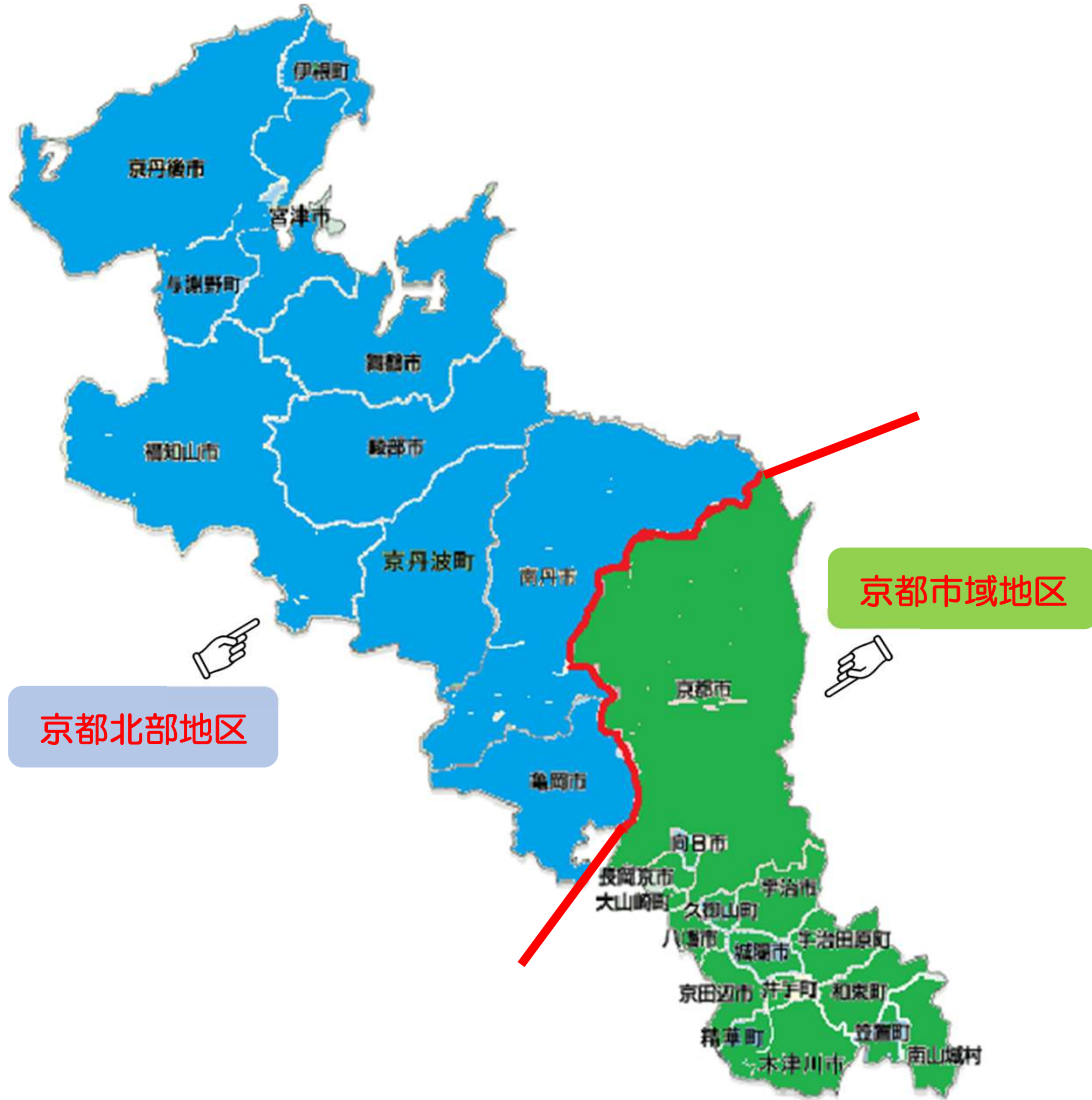 伊根町
京丹後市
宮津市
与謝野町
舞鶴市
福知山市
綾部市
京丹波町
南丹市
京都市域地区
京都市
京都北部地区
亀岡市
向日市
長岡京市
宇治市
大山崎町
久御山町
八幡市
城陽市
宇治田原町
京田辺市
井手町
和束町
精華町
笠置町
木津川市
南山城村